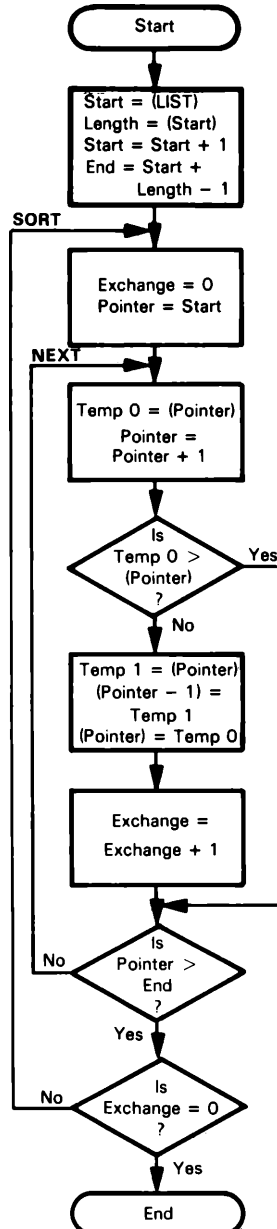 Start
Start = (LIST)
Length = (Start)
Start = Start + 1
End = Start +
Length - 1
SORT
Exchange = 0
Pointer = Start
NEXT
Temp 0 = (Pointer)
Pointer =
Pointer + 1
Is
Temp 0 >
(Pointer)
?
Yes
No
Temp 1 = (Pointer)
(Pointer - 1) =
Temp 1
(Pointer) = Temp 0
Exchange =
Exchange + 1
Is
Pointer >
End
?
No
Yes
Is
Exchange = 0
?
No
Yes
End